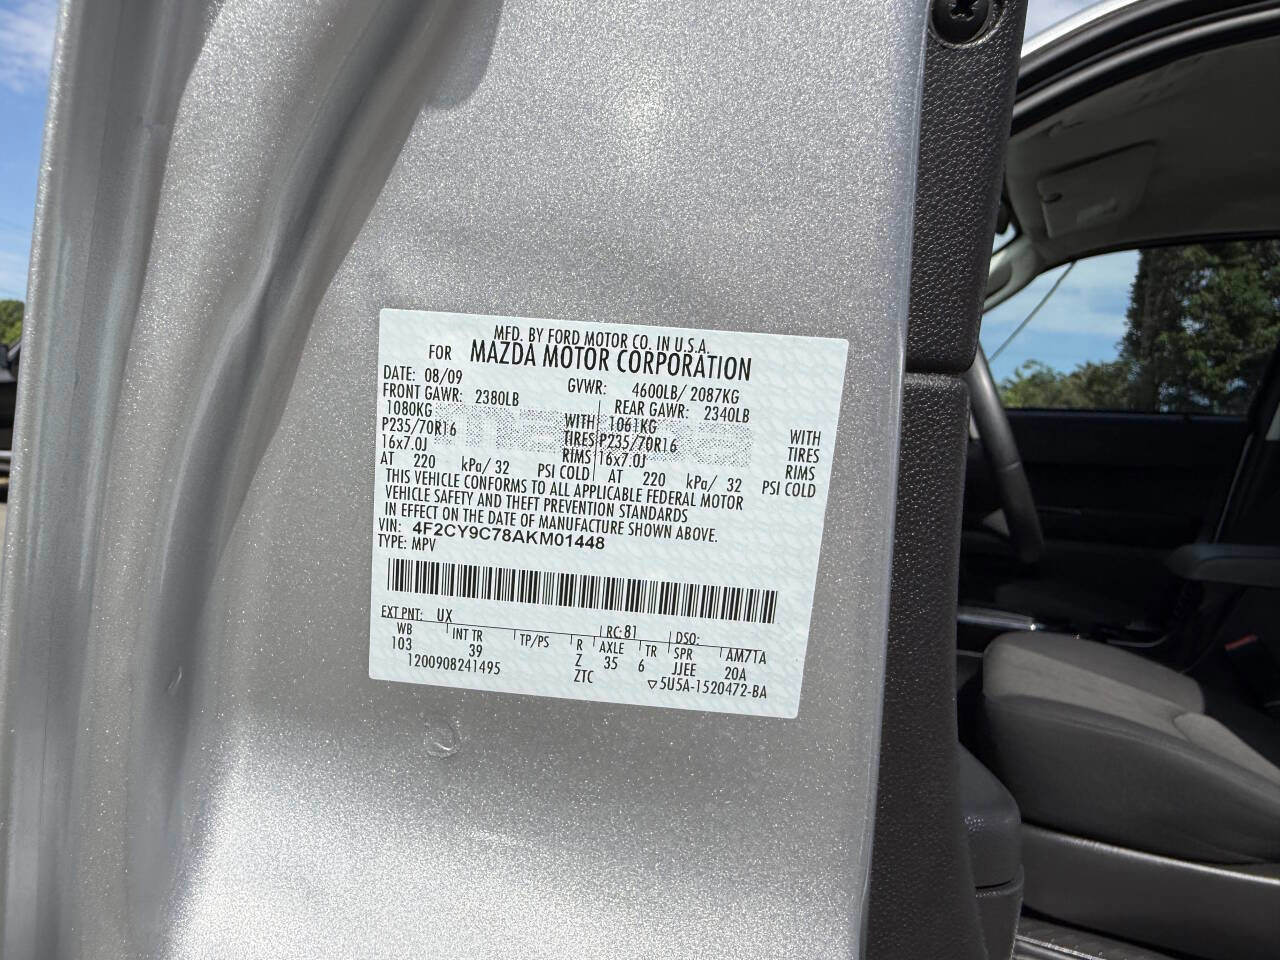 MFD. BY FORD MOTOR CO. IN U.S.A.
FOR MAZDA MOTOR CORPORATION
DATE: 08/09 GVWR: 4600LB/ 2087KG
FRONT GAWR: 2380LB REAR GAWR: 2340LB
1080KG WITH 1061KG WITH
P235/70R16 TIRES P235/70R16 TIRES
16x7.0J RIMS 16x7.0J RIMS
AT 220 kPa/ 32 PSI COLD AT 220 kPa/ 32 PSI COLD
THIS VEHICLE CONFORMS TO ALL APPLICABLE FEDERAL MOTOR
VEHICLE SAFETY AND THEFT PREVENTION STANDARDS
IN EFFECT ON THE DATE OF MANUFACTURE SHOWN ABOVE.
VIN: 4F2CY9C78AKM01448
TYPE: MPV
EXT PNT: UX RC: 81 DSO:
WB INT TR TP/PS R AXLE TR SPR AM71A
103 39 Z 35 6 JJEE 20A
1200908241495 ZTC ▽5U5A-1520472-BA